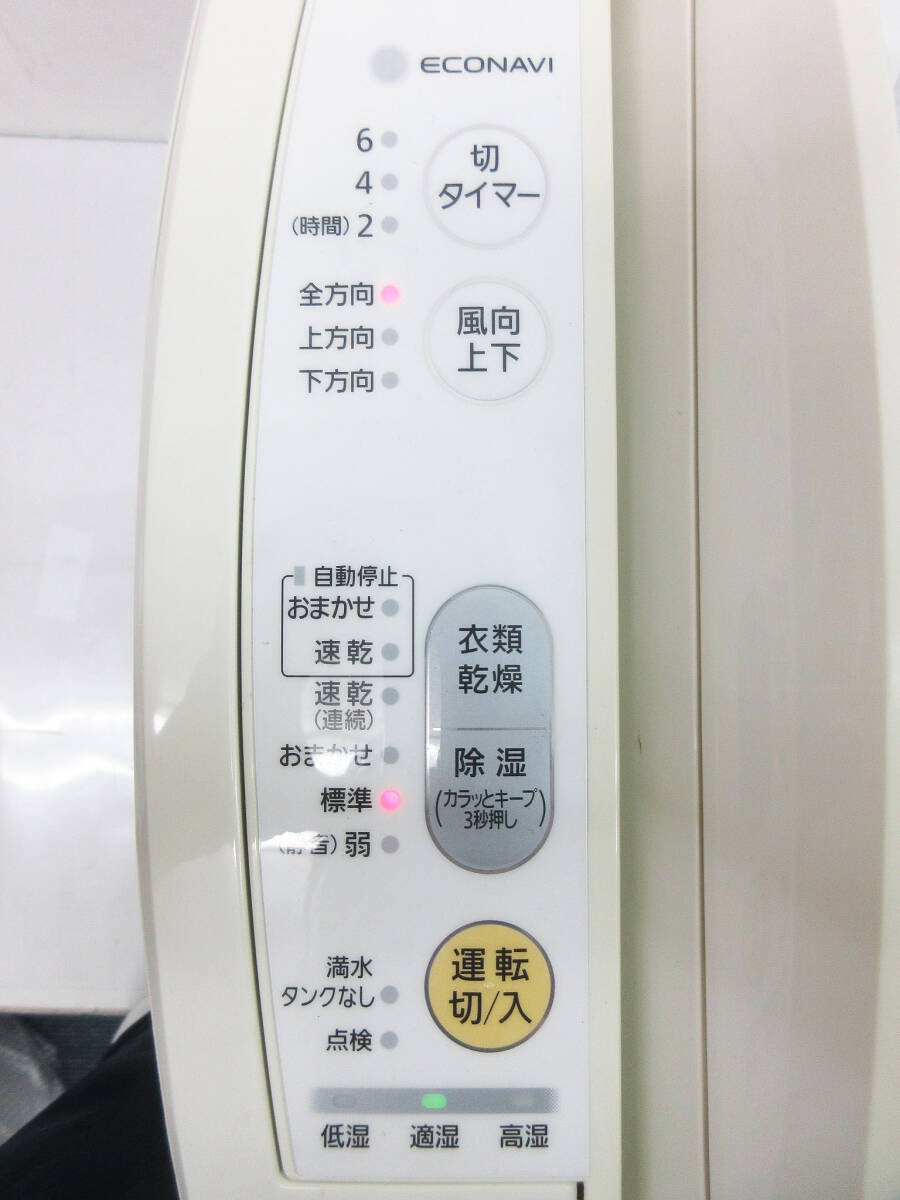 ECONAVI
6
4
(時間) 2
切
タイマー
全方向
上方向
下方向
風向
上下
自動停止
おまかせ
速乾
速乾
(連続)
おまかせ
標準
(静音) 弱
衣類
乾燥
除湿
(カラッとキープ
3秒押し)
満水
タンクなし
点検
運転
切/入
低湿 適湿 高湿